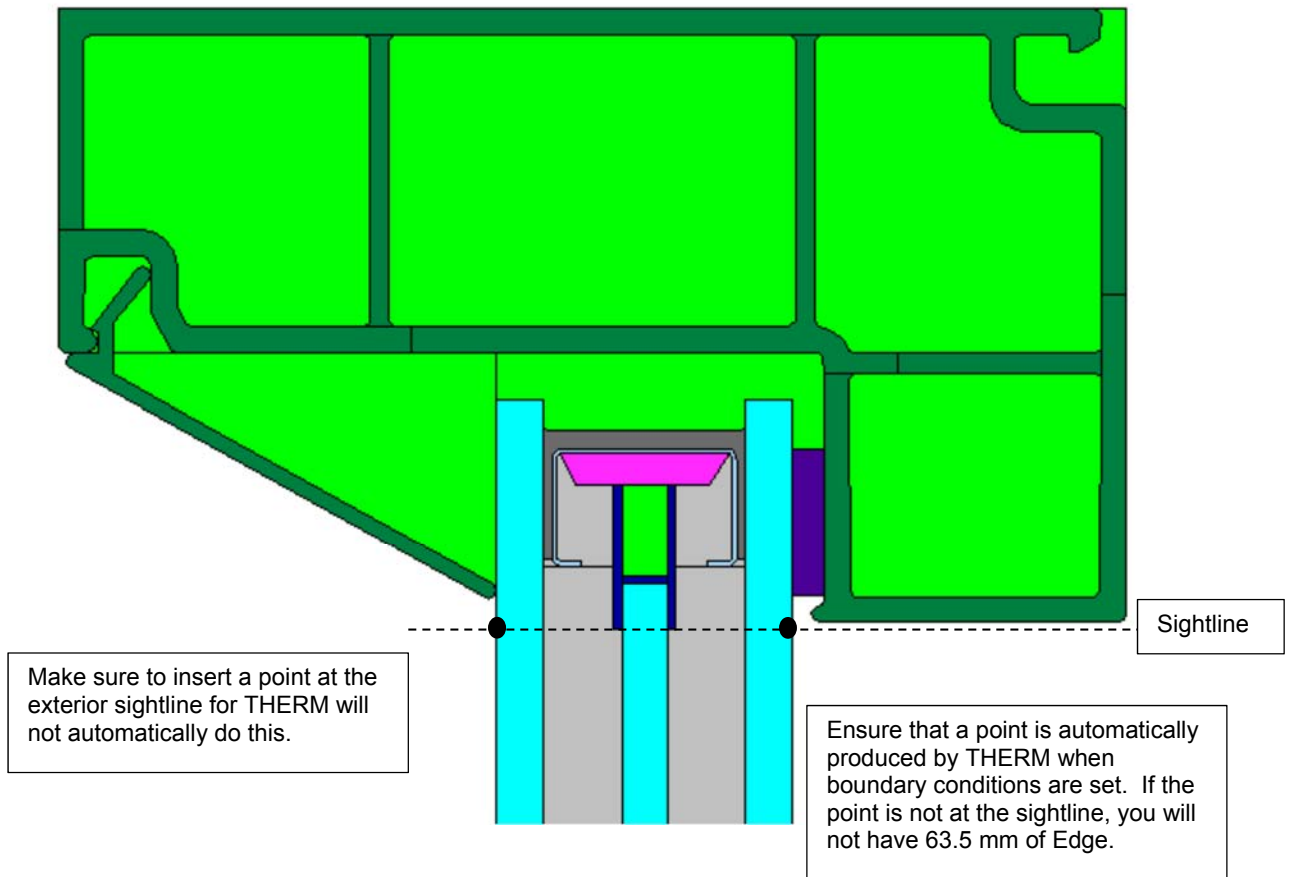 Sightline
Make sure to insert a point at the
exterior sightline for THERM will
not automatically do this.
Ensure that a point is automatically
produced by THERM when
boundary conditions are set.  If the
point is not at the sightline, you will
not have 63.5 mm of Edge.